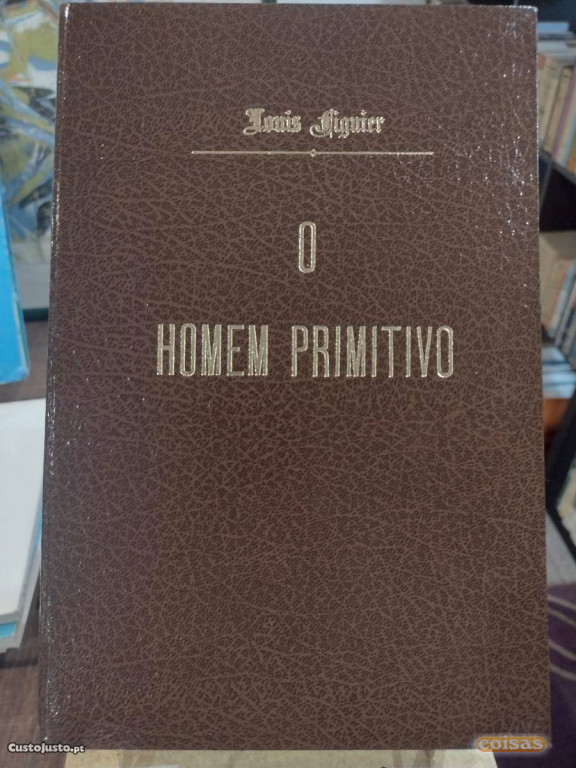 Louis Figuier
O
HOMEM PRIMITIVO
CustoJusto.pt
coisas